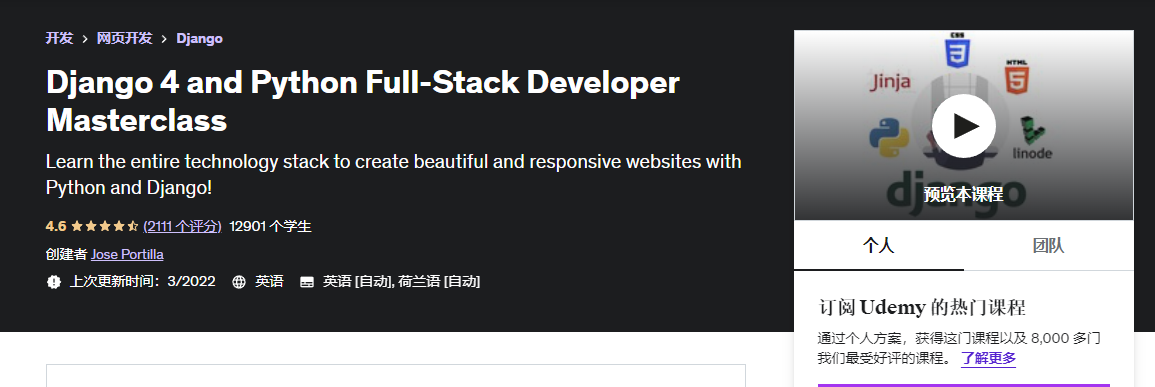 开发 > 网页开发 > Django
Django 4 and Python Full-Stack Developer
Masterclass
Learn the entire technology stack to create beautiful and responsive websites with
Python and Django!
4.6 (2111 个评分) 12901 个学生
创建者 Jose Portilla
上次更新时间：3/2022 英语 英语 [自动], 荷兰语 [自动]
CSS
3
HTML
5
Jinja
linode
django
预览本课程
个人 团队
订阅 Udemy 的热门课程
通过个人方案，获得这门课程以及 8,000 多门
我们最受好评的课程。 了解更多